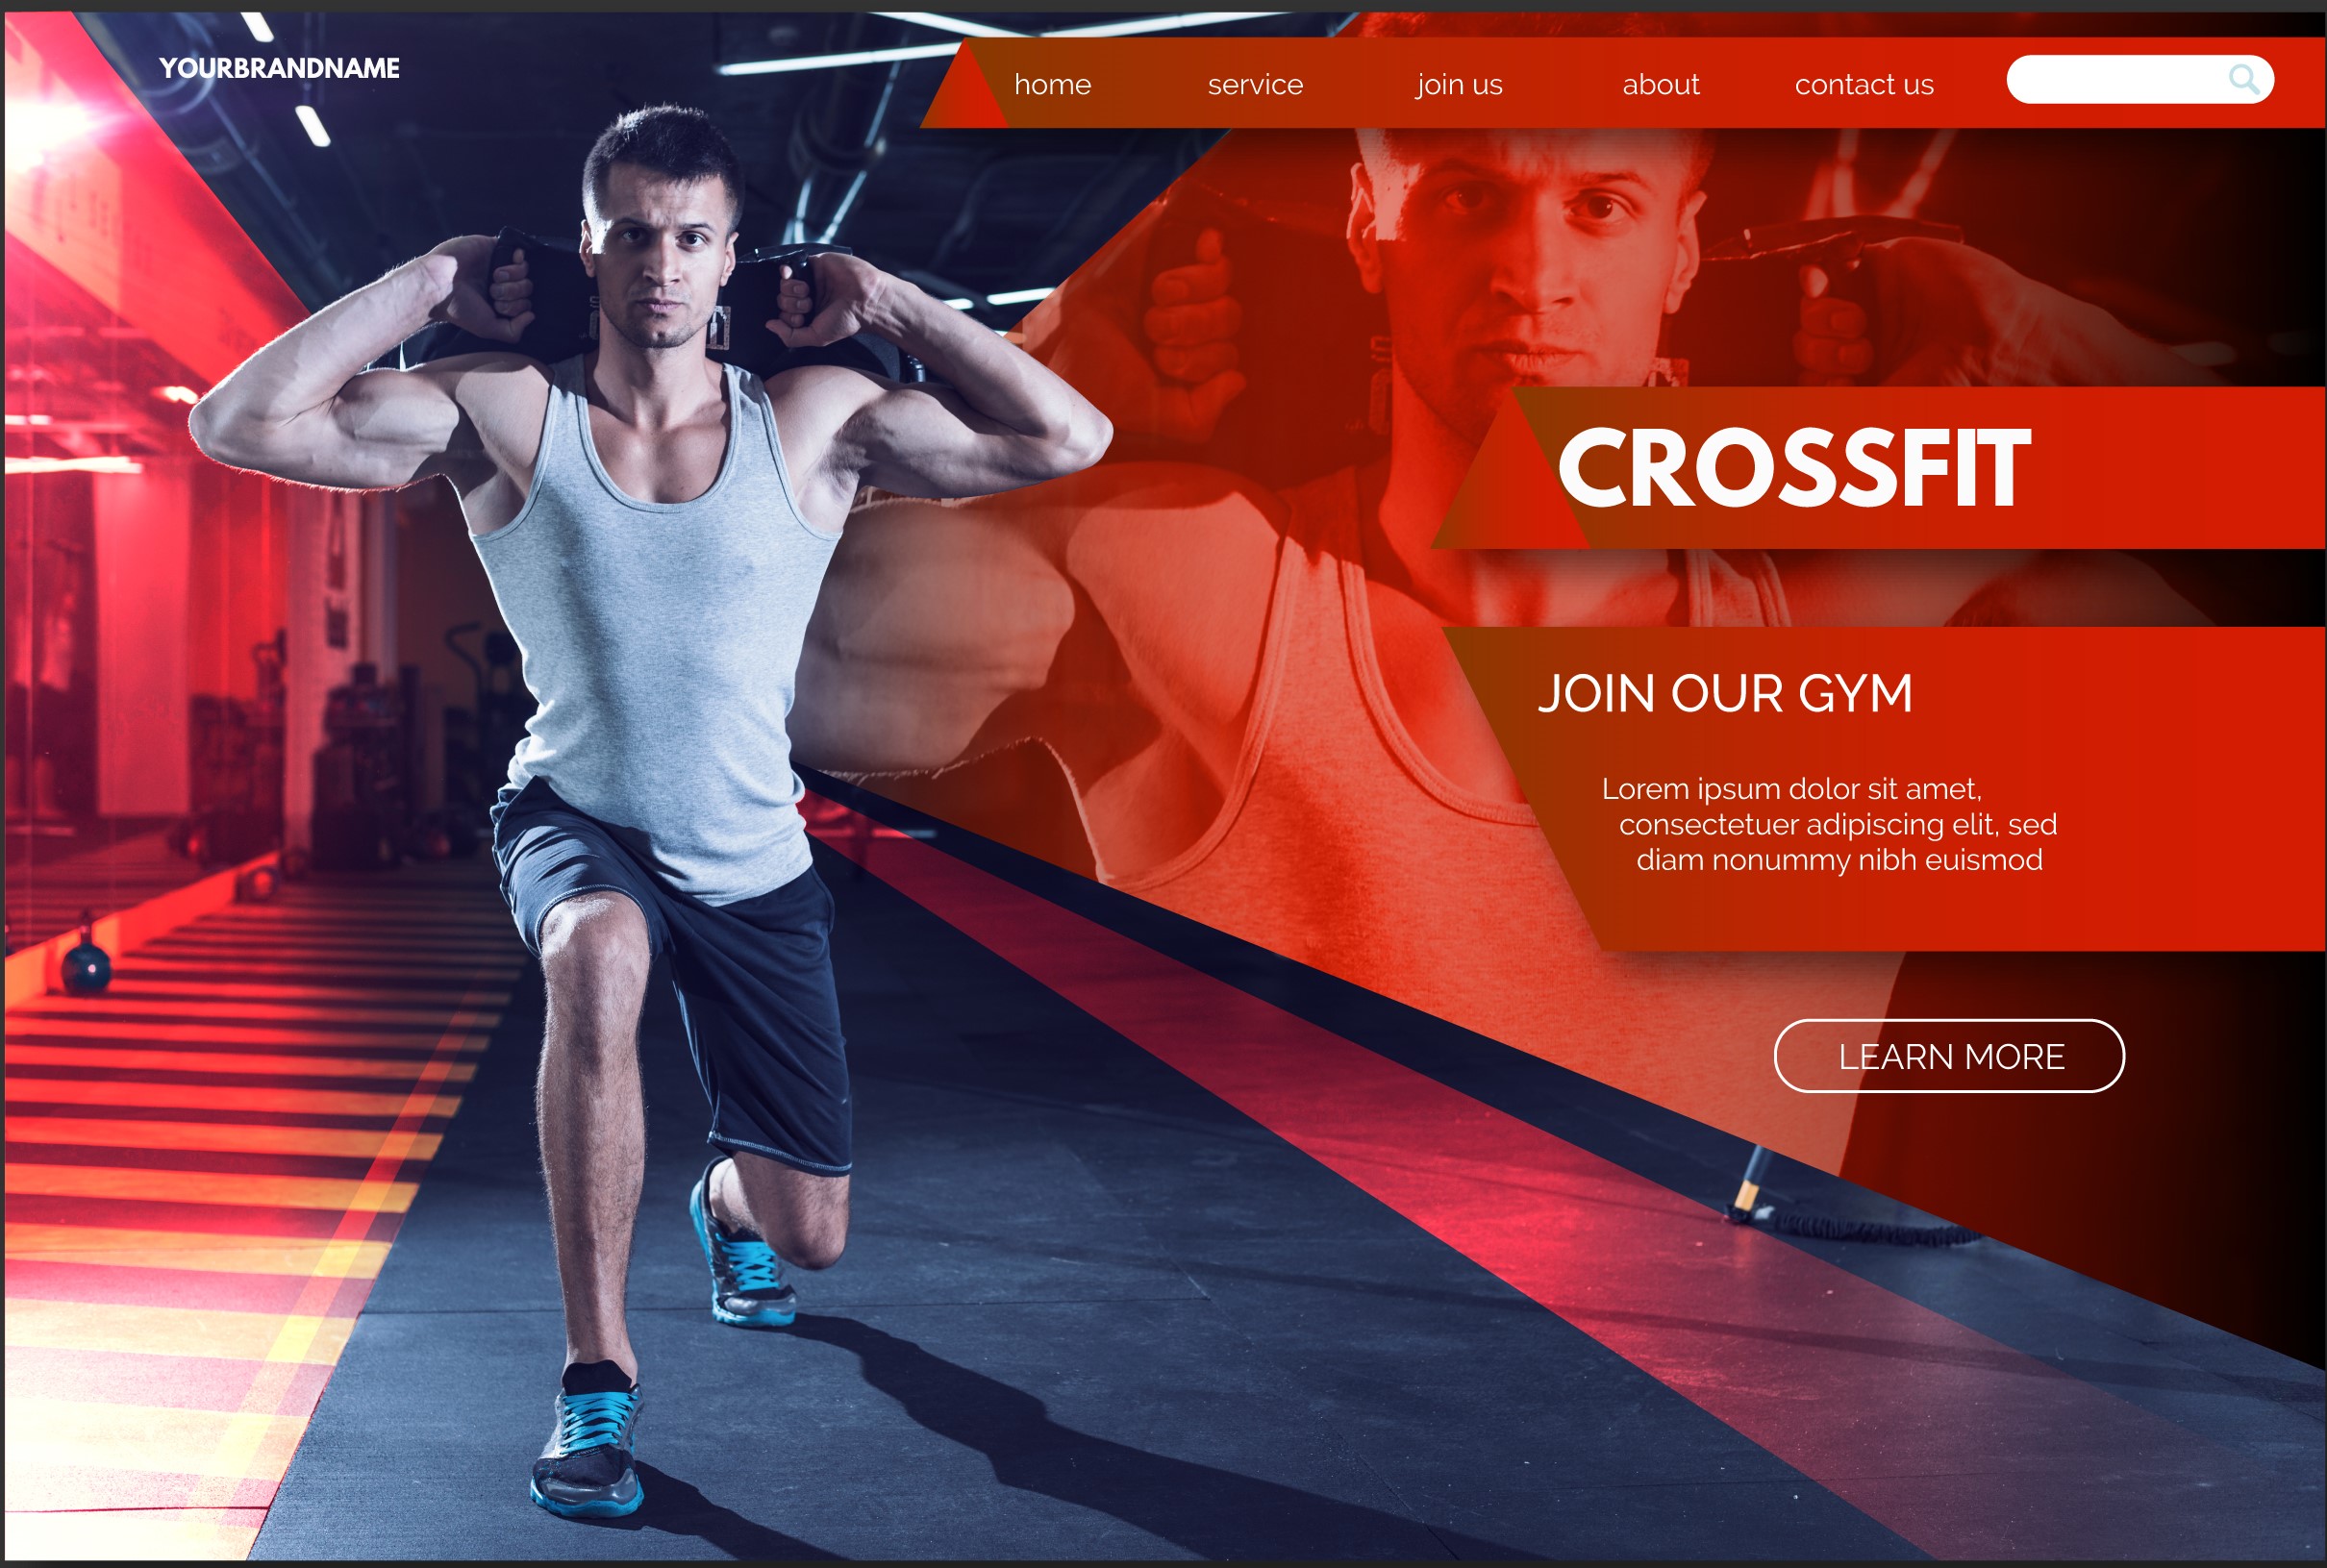 YOURBRANDNAME
home service join us about contact us
CROSSFIT
JOIN OUR GYM
Lorem ipsum dolor sit amet,
consectetuer adipiscing elit, sed
diam nonummy nibh euismod
LEARN MORE